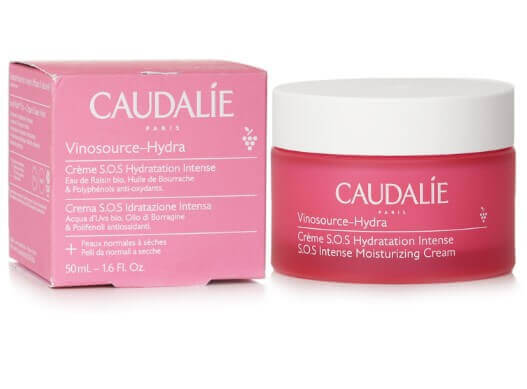 CAUDALÍE
PARIS
Vinosource-Hydra
Crème S.O.S Hydratation Intense
Eau de Raisin bio, Huile de Bourrache
& Polyphénols anti-oxydants.
Crema S.O.S Idratazione Intensa
Acqua d'Uva bio, Olio di Borragine
& Polifenoli antiossidanti.
+ Peaux normales à sèches
Pelli da normali a secche
50 mL - 1.6 Fl. Oz.
CAUDALÍE
PARIS
Vinosource-Hydra
Crème S.O.S Hydratation Intense
S.O.S Intense Moisturizing Cream